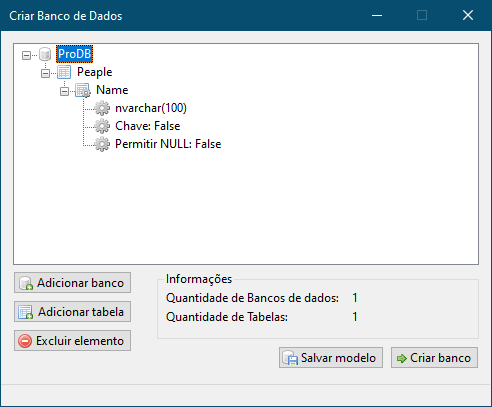 Criar Banco de Dados
ProDB
Peaple
Name
nvarchar(100)
Chave: False
Permitir NULL: False
Adicionar banco
Adicionar tabela
Excluir elemento
Informações
Quantidade de Bancos de dados: 1
Quantidade de Tabelas: 1
Salvar modelo
Criar banco